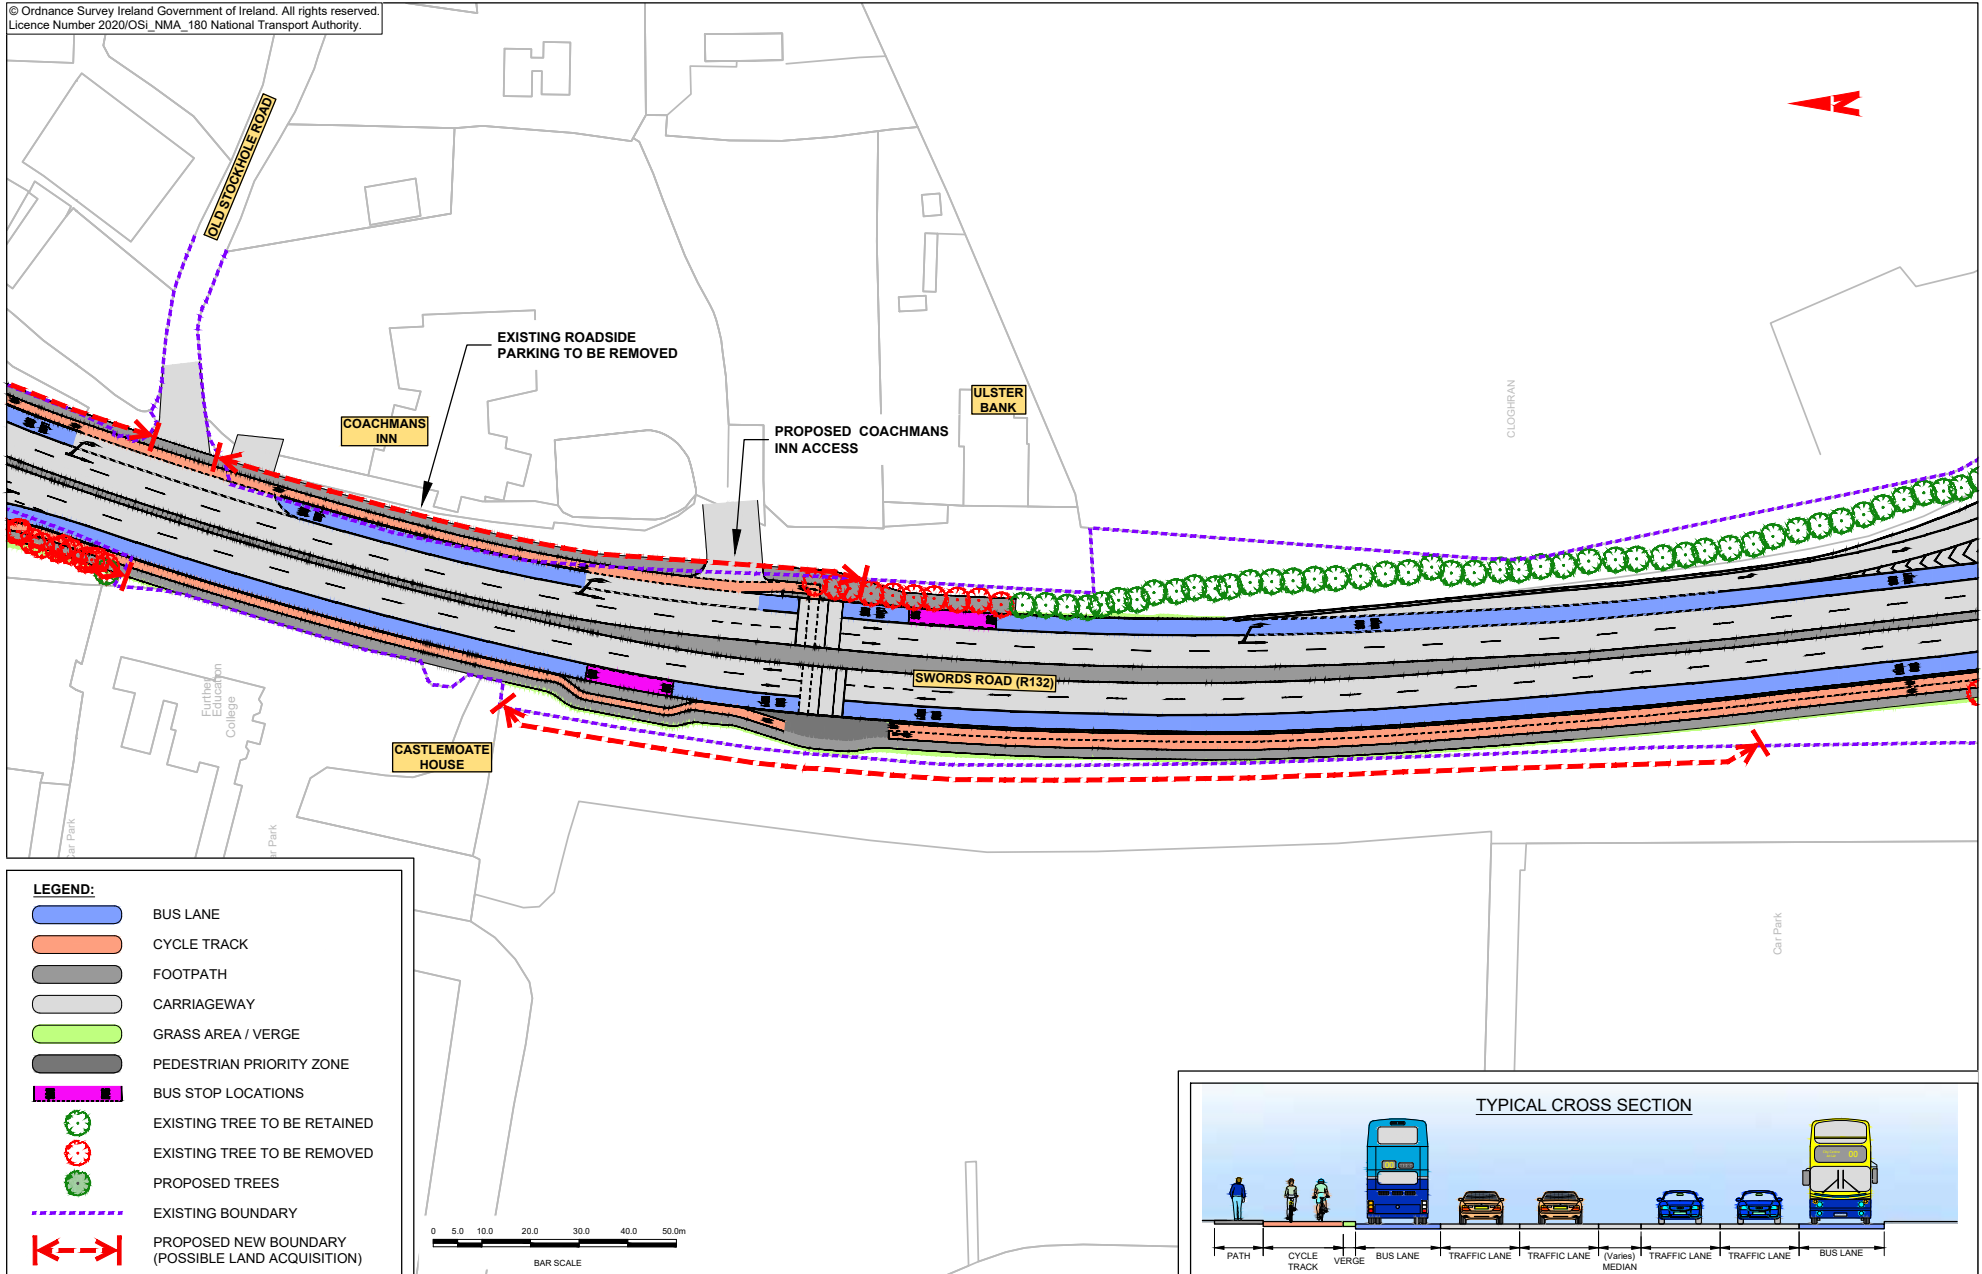 © Ordnance Survey Ireland Government of Ireland. All rights reserved.
Licence Number 2020/OSi_NMA_180 National Transport Authority.
OLD STOCKHOLE ROAD
EXISTING ROADSIDE
PARKING TO BE REMOVED
COACHMANS
INN
ULSTER
BANK
PROPOSED COACHMANS
INN ACCESS
CLOGHRAN
N
SWORDS ROAD (R132)
Further
Education
College
CASTLEMOATE
HOUSE
Car Park
ar Park
Car Park
LEGEND:
BUS LANE
CYCLE TRACK
FOOTPATH
CARRIAGEWAY
GRASS AREA / VERGE
PEDESTRIAN PRIORITY ZONE
BUS STOP LOCATIONS
EXISTING TREE TO BE RETAINED
EXISTING TREE TO BE REMOVED
PROPOSED TREES
EXISTING BOUNDARY
PROPOSED NEW BOUNDARY
(POSSIBLE LAND ACQUISITION)
0 5.0 10.0 20.0 30.0 40.0 50.0m
BAR SCALE
TYPICAL CROSS SECTION
00
00
PATH
CYCLE
TRACK
VERGE
BUS LANE
TRAFFIC LANE
TRAFFIC LANE
(Varies)
MEDIAN
TRAFFIC LANE
TRAFFIC LANE
BUS LANE